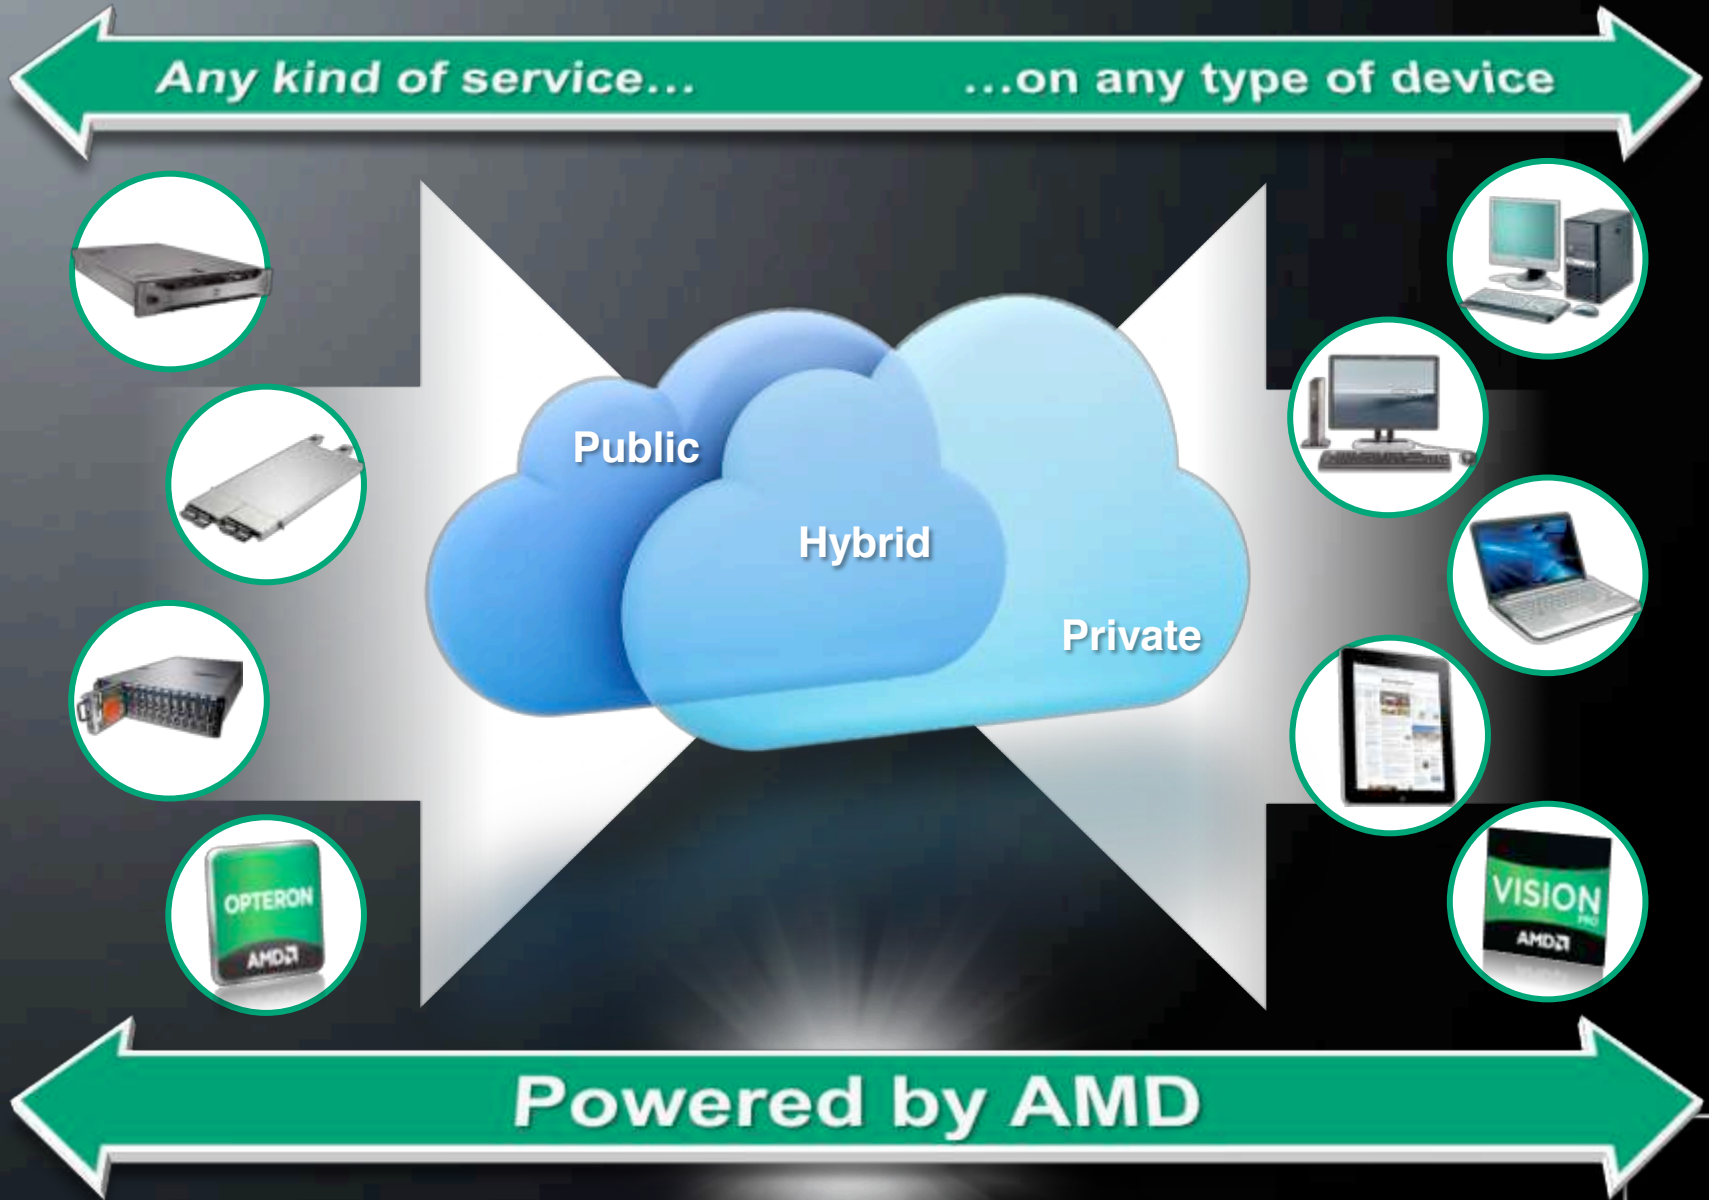 Any kind of service...
...on any type of device
Public
Hybrid
Private
OPTERON
AMD
VISION
PRO
AMD
Powered by AMD